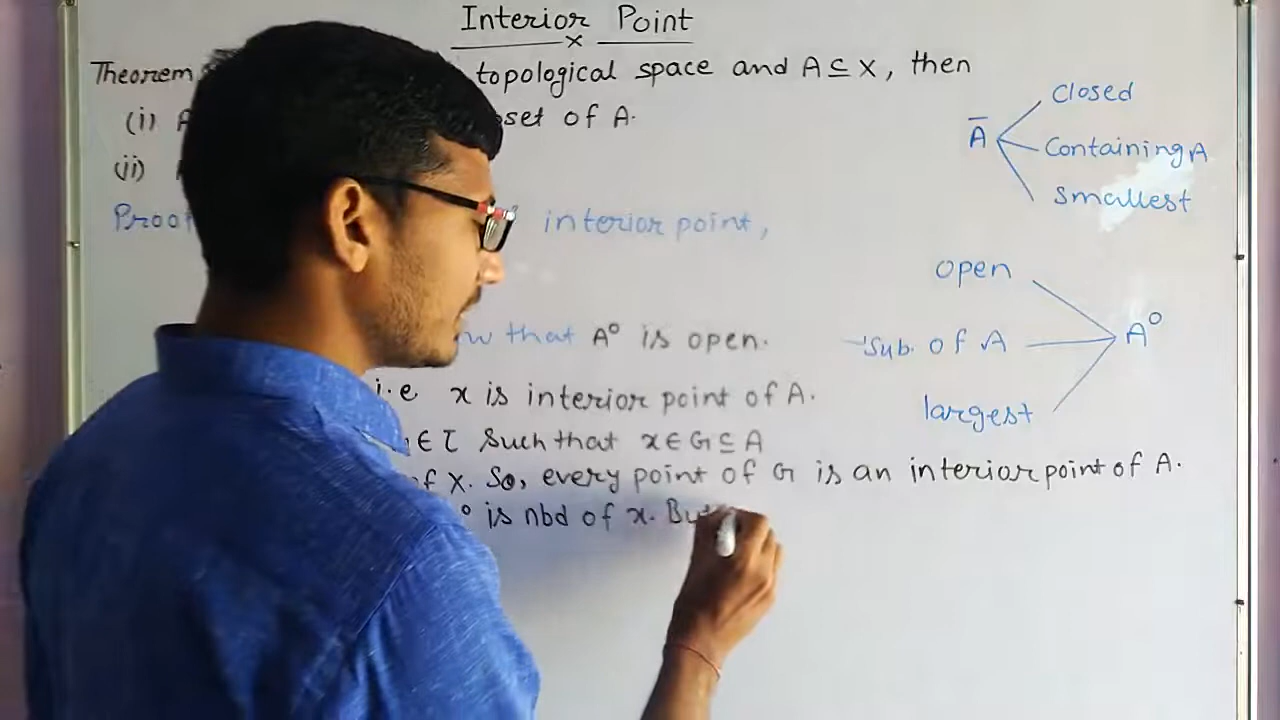 Interior Point
×
Theorem topological space and A ⊆ X, then
(i) set of A.
(ii)
Proof interior point,
that A° is open.
i.e x is interior point of A.
∈ τ Such that x ∈ G ⊆ A
of X. So, every point of G is an interior point of A.
° is nbd of x. But
Ā
Closed
Containing A
Smallest
open
Sub. of A
largest
A°